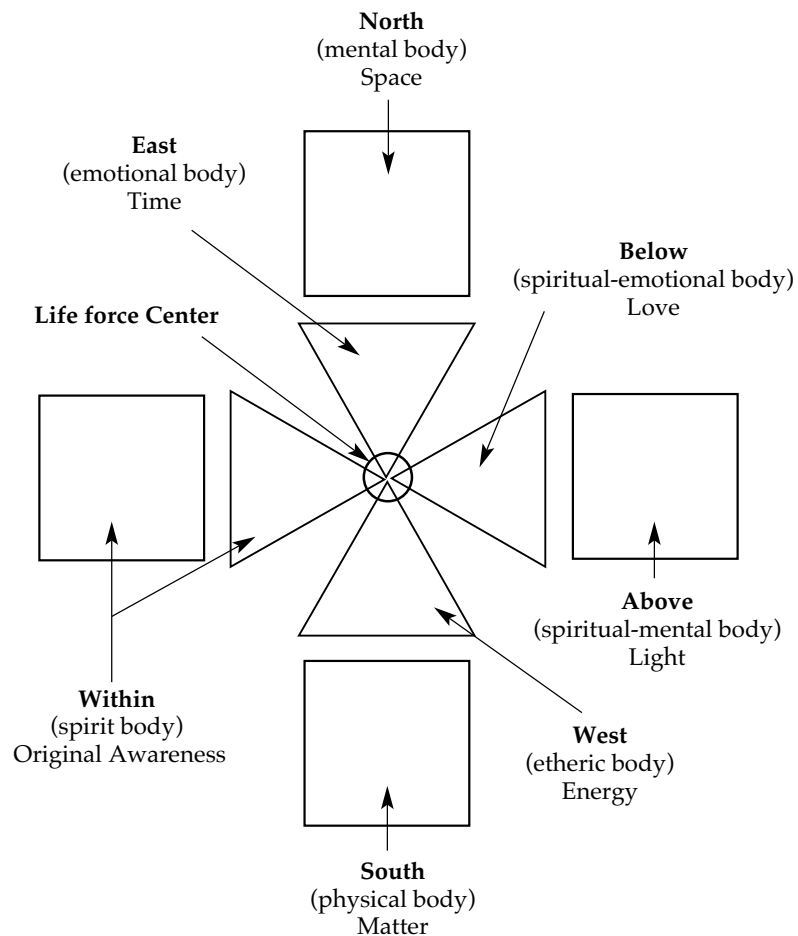 North
(mental body)
Space
East
(emotional body)
Time
Below
(spiritual-emotional body)
Love
Life force Center
Above
(spiritual-mental body)
Light
Within
(spirit body)
Original Awareness
West
(etheric body)
Energy
South
(physical body)
Matter